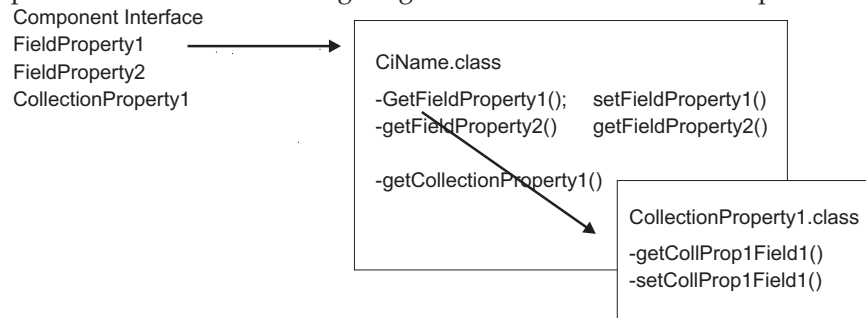 Component Interface
FieldProperty1
FieldProperty2
CollectionProperty1
CiName.class
-GetFieldProperty1(); setFieldProperty1()
-getFieldProperty2() getFieldProperty2()
-getCollectionProperty1()
CollectionProperty1.class
-getCollProp1Field1()
-setCollProp1Field1()